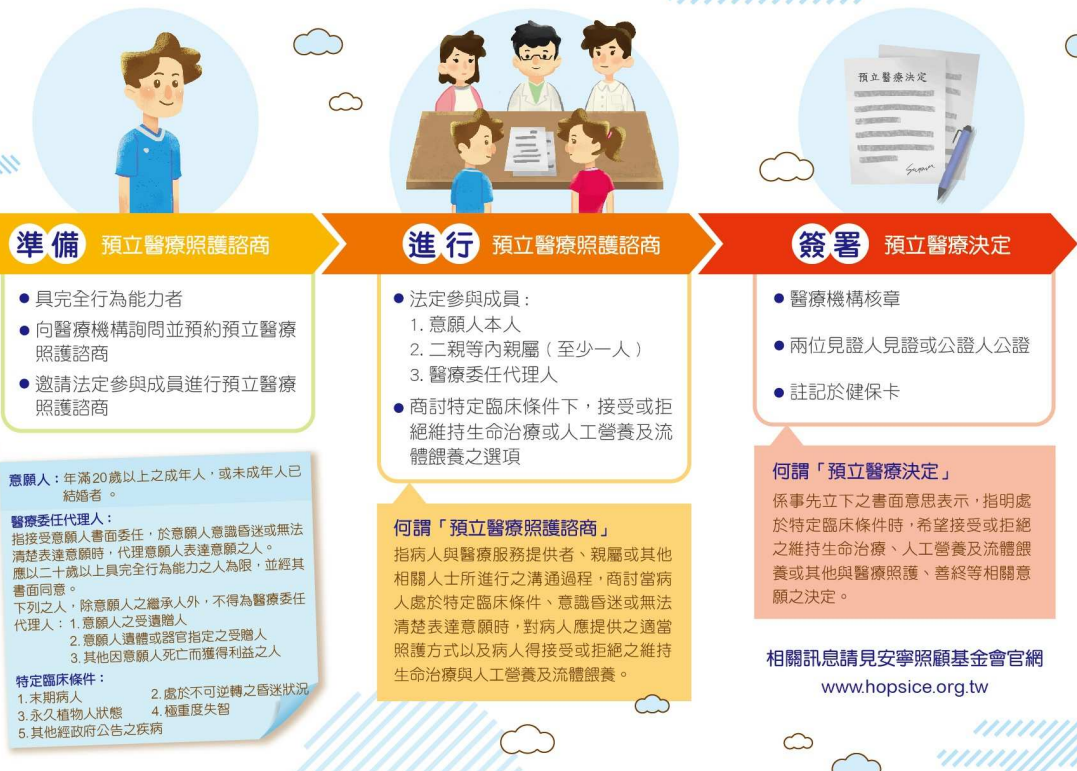 準備 預立醫療照護諮商
● 具完全行為能力者
● 向醫療機構詢問並預約預立醫療
照護諮商
● 邀請法定參與成員進行預立醫療
照護諮商
意願人：年滿20歲以上之成年人，或未成年人已
結婚者 。
醫療委任代理人：
指接受意願人書面委任，於意願人意識昏迷或無法
清楚表達意願時，代理意願人表達意願之人。
應以二十歲以上具完全行為能力之人為限，並經其
書面同意。
下列之人，除意願人之繼承人外，不得為醫療委任
代理人：1.意願人之受遺贈人
2.意願人遺體或器官指定之受贈人
3.其他因意願人死亡而獲得利益之人
特定臨床條件：
1.末期病人 2.處於不可逆轉之昏迷狀況
3.永久植物人狀態 4.極重度失智
5.其他經政府公告之疾病
進行 預立醫療照護諮商
● 法定參與成員：
1. 意願人本人
2. 二親等內親屬（至少一人）
3. 醫療委任代理人
● 商討特定臨床條件下，接受或拒
絕維持生命治療或人工營養及流
體餵養之選項
何謂「預立醫療照護諮商」
指病人與醫療服務提供者、親屬或其他
相關人士所進行之溝通過程，商討當病
人處於特定臨床條件、意識昏迷或無法
清楚表達意願時，對病人應提供之適當
照護方式以及病人得接受或拒絕之維持
生命治療與人工營養及流體餵養。
預立醫療決定
簽署 預立醫療決定
● 醫療機構核章
● 兩位見證人見證或公證人公證
● 註記於健保卡
何謂「預立醫療決定」
係事先立下之書面意思表示，指明處
於特定臨床條件時，希望接受或拒絕
之維持生命治療、人工營養及流體餵
養或其他與醫療照護、善終等相關意
願之決定。
相關訊息請見安寧照顧基金會官網
www.hopsice.org.tw